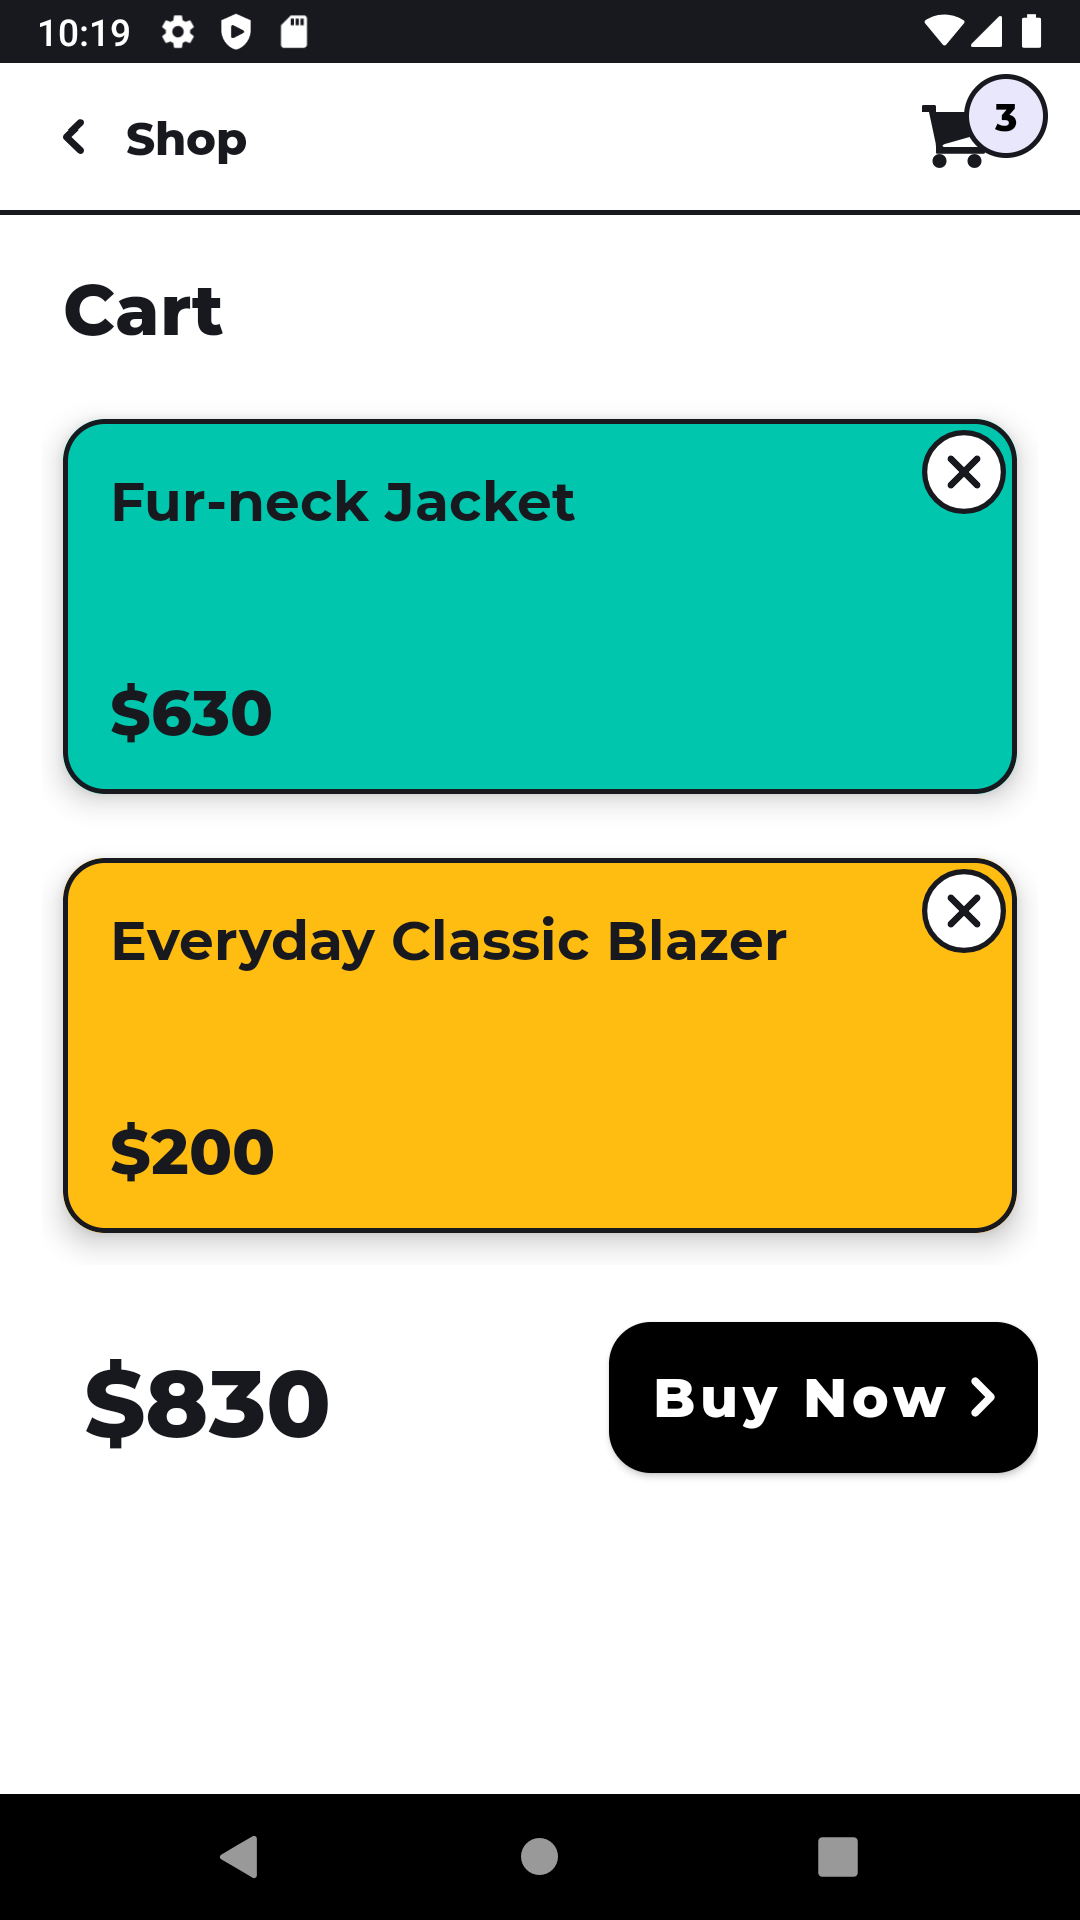 10:19
Shop
3
Cart
Fur-neck Jacket
$630
Everyday Classic Blazer
$200
$830
Buy Now